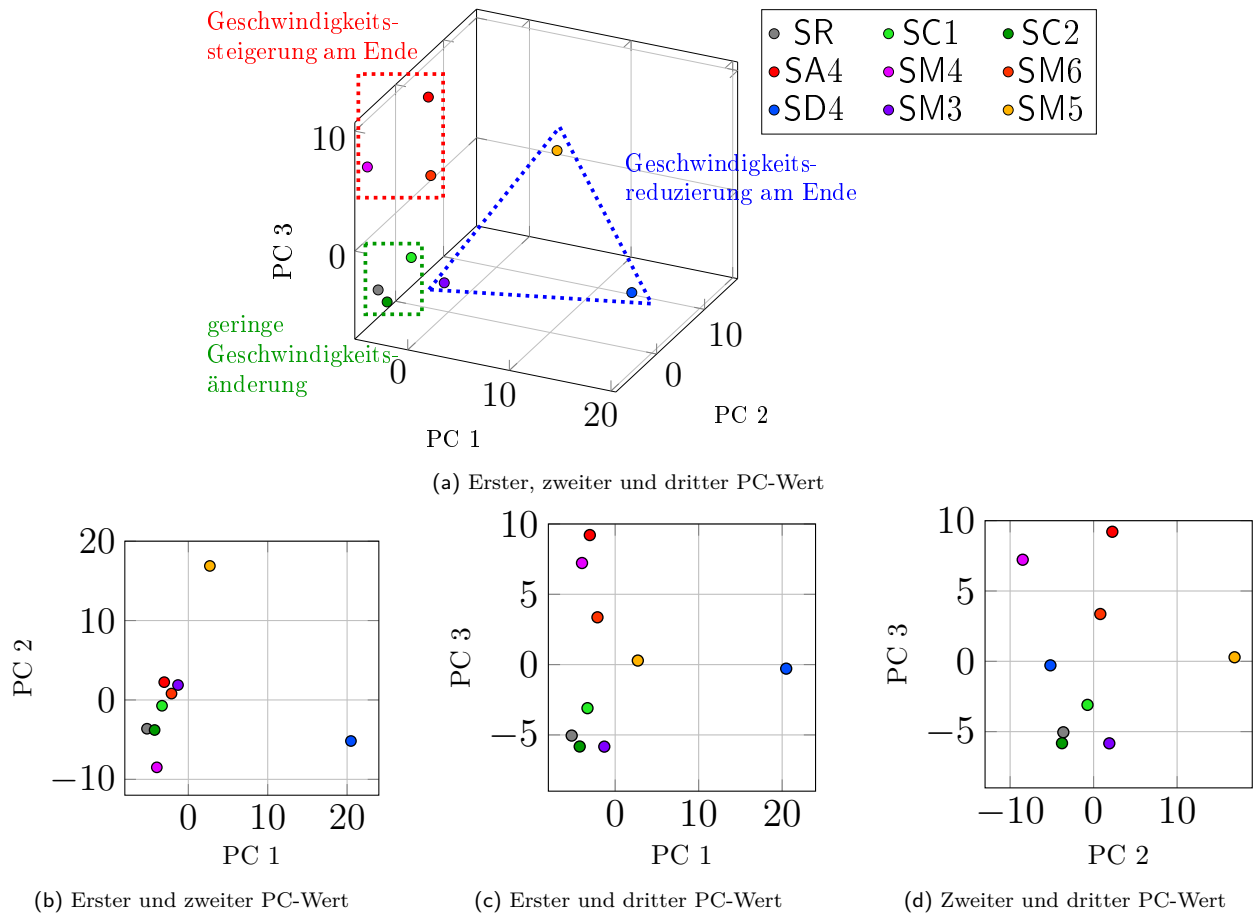 Geschwindigkeits-
steigerung am Ende
SR SC1 SC2
SA4 SM4 SM6
SD4 SM3 SM5
10
0
PC 3
Geschwindigkeits-
reduzierung am Ende
geringe
Geschwindigkeits-
änderung
0
10
20
PC 1
0
10
PC 2
(a) Erster, zweiter und dritter PC-Wert
20
10
0
−10
PC 2
0 10 20
PC 1
(b) Erster und zweiter PC-Wert
10
5
0
−5
PC 3
0 10 20
PC 1
(c) Erster und dritter PC-Wert
10
5
0
−5
PC 3
−10 0 10
PC 2
(d) Zweiter und dritter PC-Wert